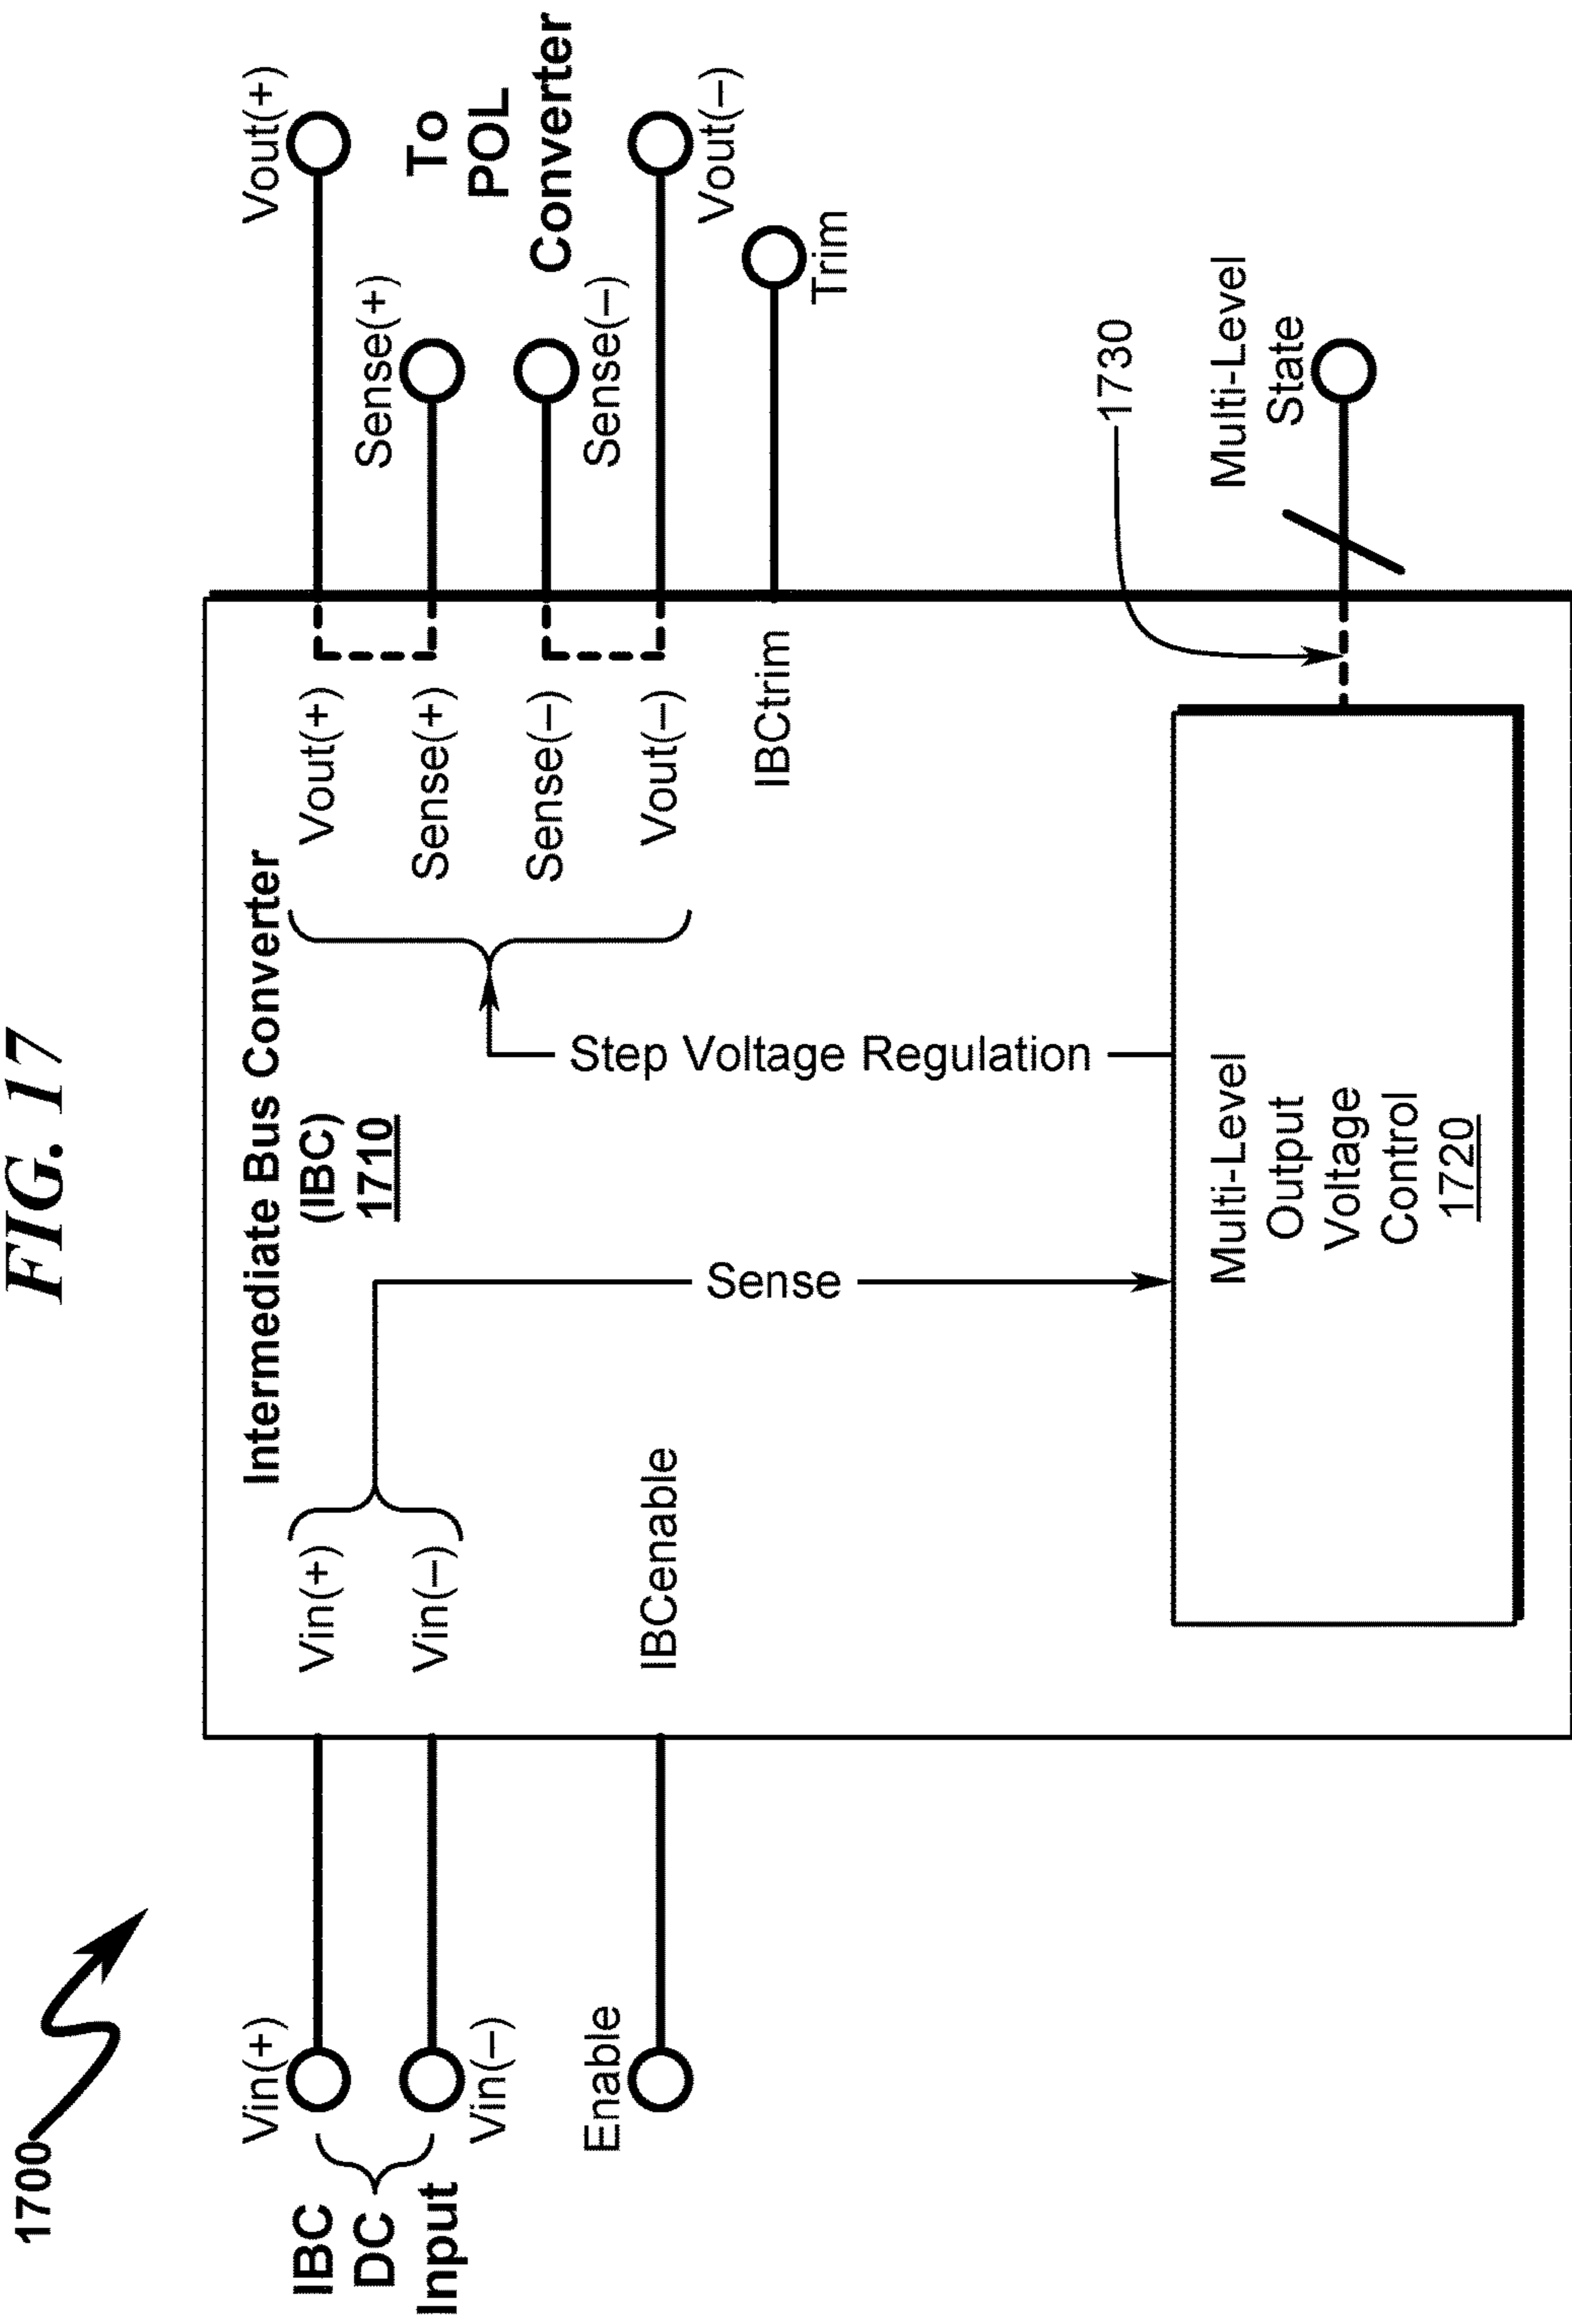 FIG. 17
1700
IBC
DC
Input
Vin(+)
Vin(–)
Enable
Intermediate Bus Converter
(IBC)
1710
Vin(+)
Vin(–)
IBCenable
Sense
Step Voltage Regulation
Vout(+)
Sense(+)
Sense(–)
Vout(–)
IBCtrim
Multi-Level
Output
Voltage
Control
1720
Vout(+)
Sense(+)
To
POL
Converter
Sense(–)
Vout(–)
Trim
1730
Multi-Level
State